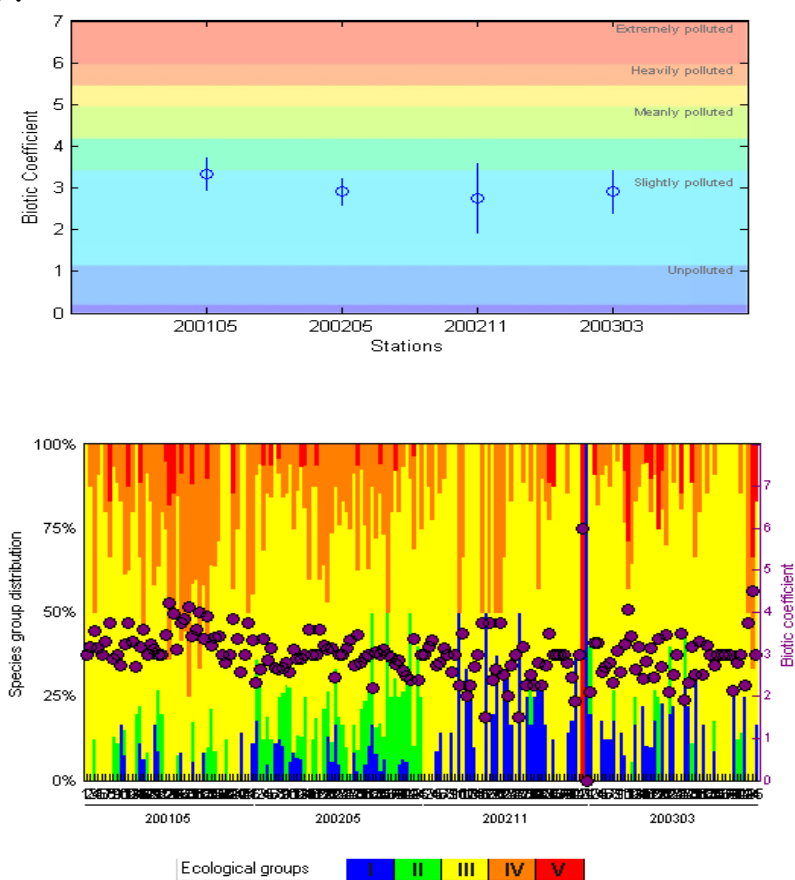 7
Extremely polluted
6
Heavily polluted
5
Meanly polluted
4
3
Slightly polluted
2
1
Unpolluted
0
Biotic Coefficient
200105 200205 200211 200303
Stations
100%
7
75%
6
5
50%
4
3
25%
2
1
0%
0
Species group distribution
Biotic coefficient
200105 200205 200211 200303
Ecological groups I II III IV V